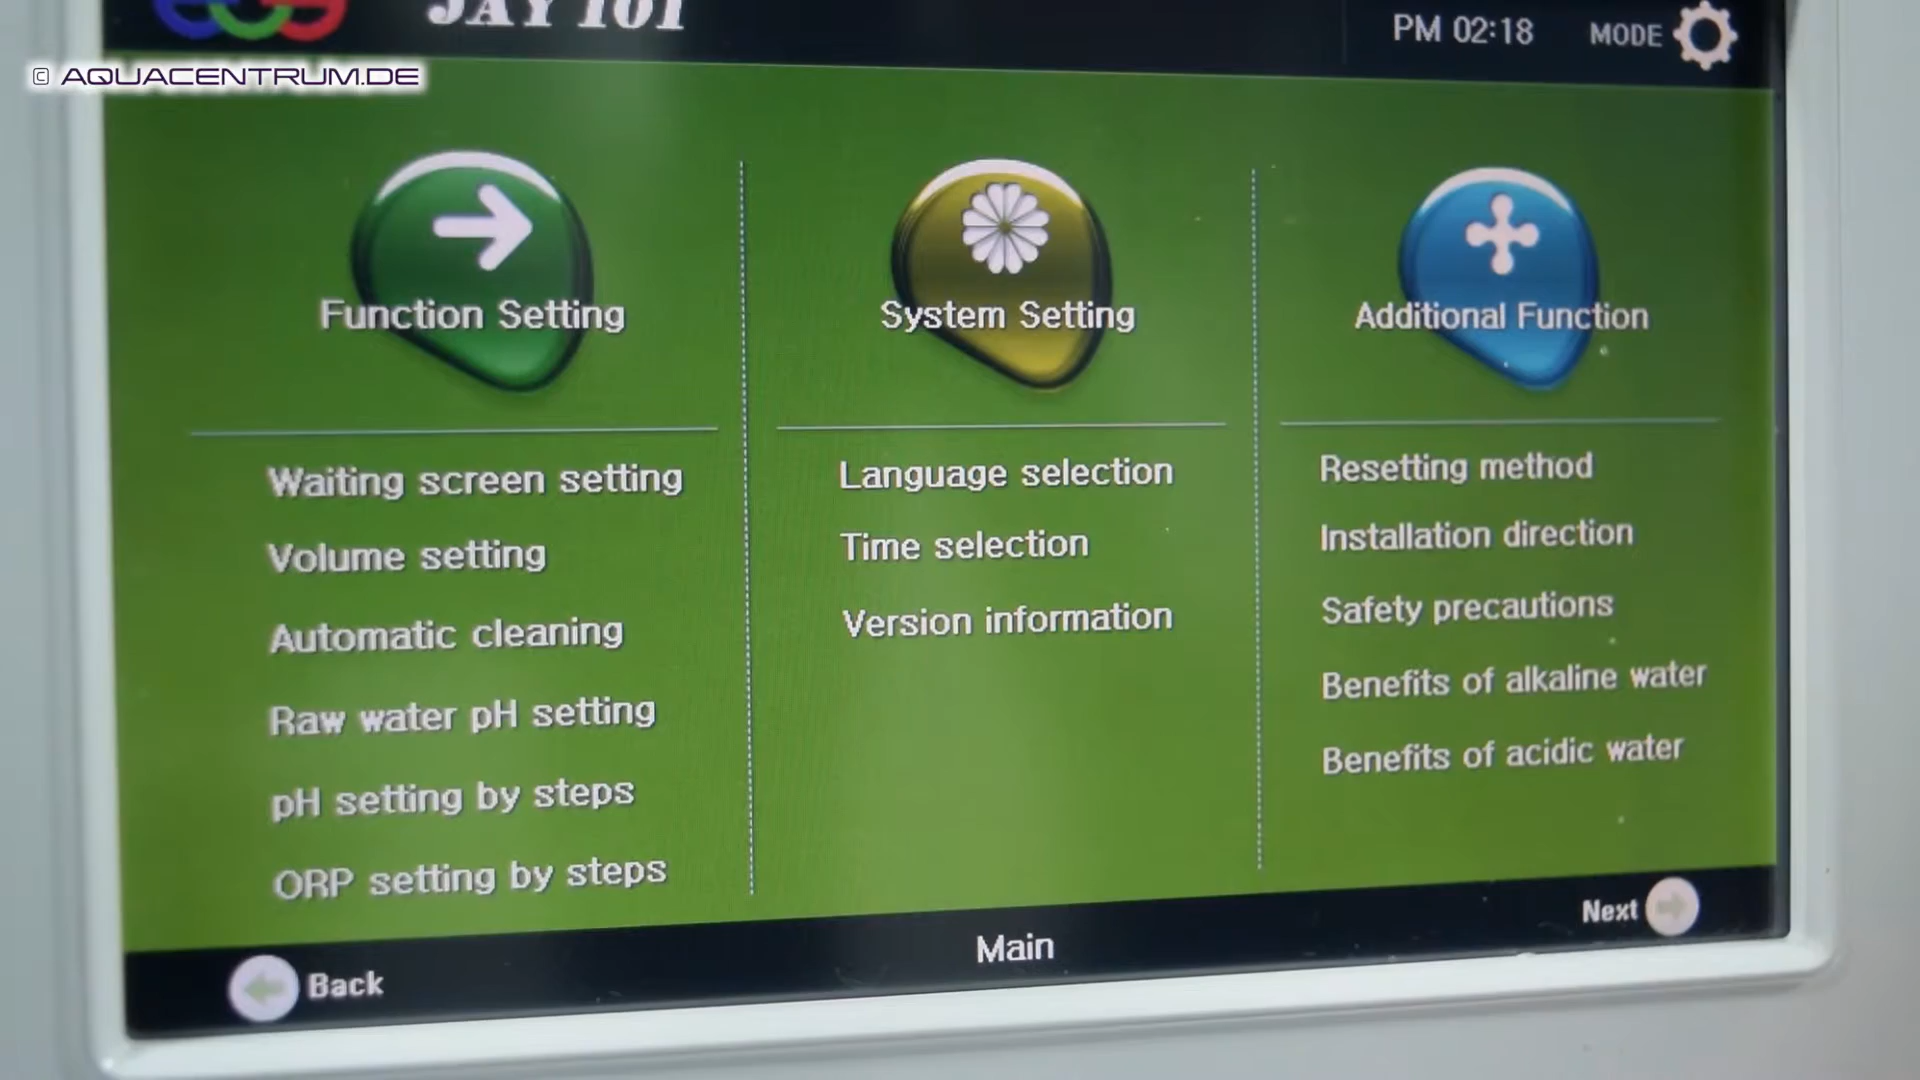 JAY 101
PM 02:18
MODE
© AQUACENTRUM.DE
Function Setting
Waiting screen setting
Volume setting
Automatic cleaning
Raw water pH setting
pH setting by steps
ORP setting by steps
System Setting
Language selection
Time selection
Version information
Additional Function
Resetting method
Installation direction
Safety precautions
Benefits of alkaline water
Benefits of acidic water
Back
Main
Next